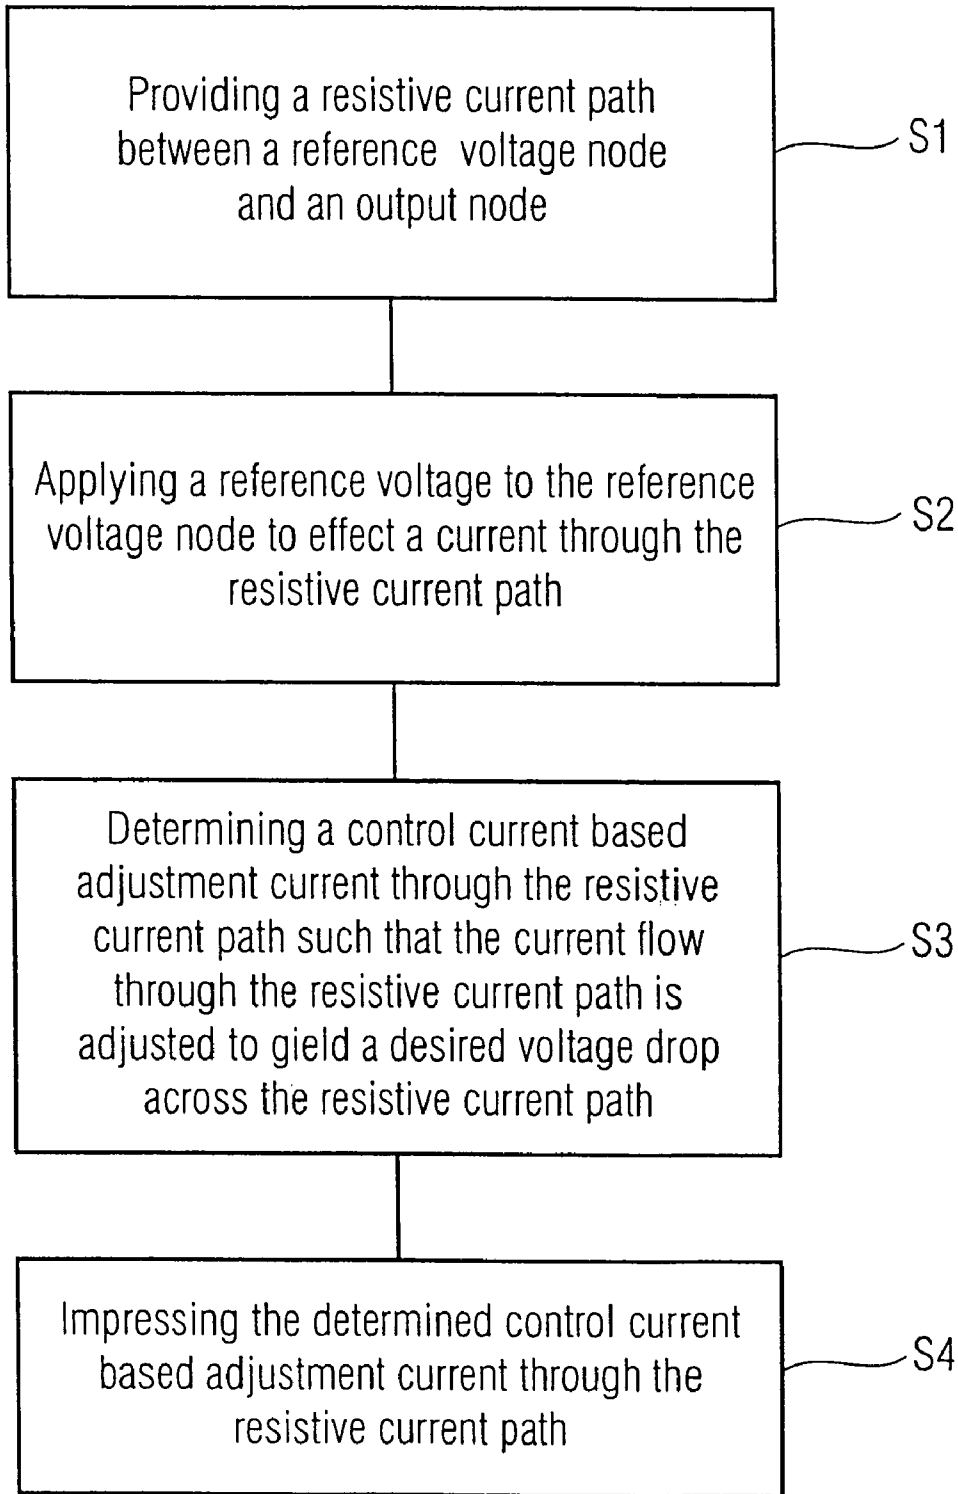 Providing a resistive current path
between a reference voltage node
and an output node
S1
Applying a reference voltage to the reference
voltage node to effect a current through the
resistive current path
S2
Determining a control current based
adjustment current through the resistive
current path such that the current flow
through the resistive current path is
adjusted to gield a desired voltage drop
across the resistive current path
S3
Impressing the determined control current
based adjustment current through the
resistive current path
S4